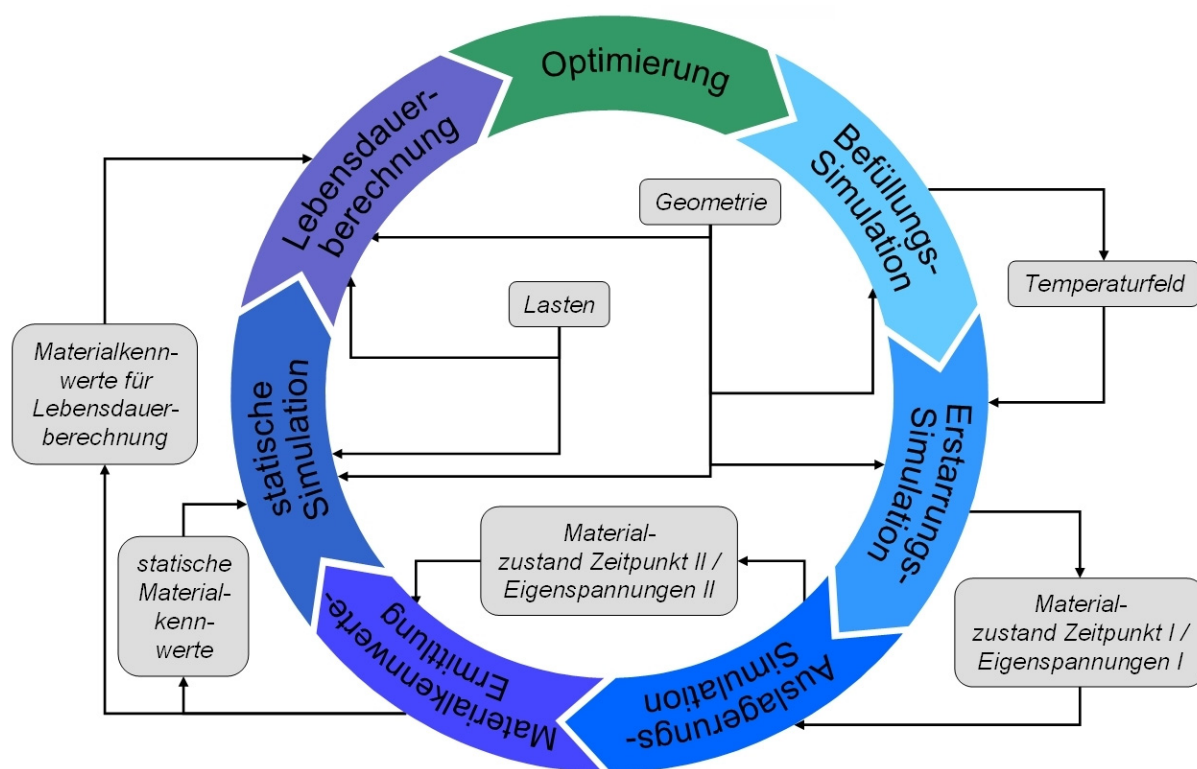 Optimierung
Befüllungs-
Simulation
Lebensdauer-
berechnung
Geometrie
Temperaturfeld
Lasten
Materialkenn-
werte für
Lebensdauer-
berechnung
statische
Simulation
Erstarrungs-
Simulation
Material-
zustand Zeitpunkt II /
Eigenspannungen II
statische
Material-
kenn-
werte
Material-
zustand Zeitpunkt I /
Eigenspannungen I
Materialkennwerte-
Ermittlung
Auslagerungs-
Simulation